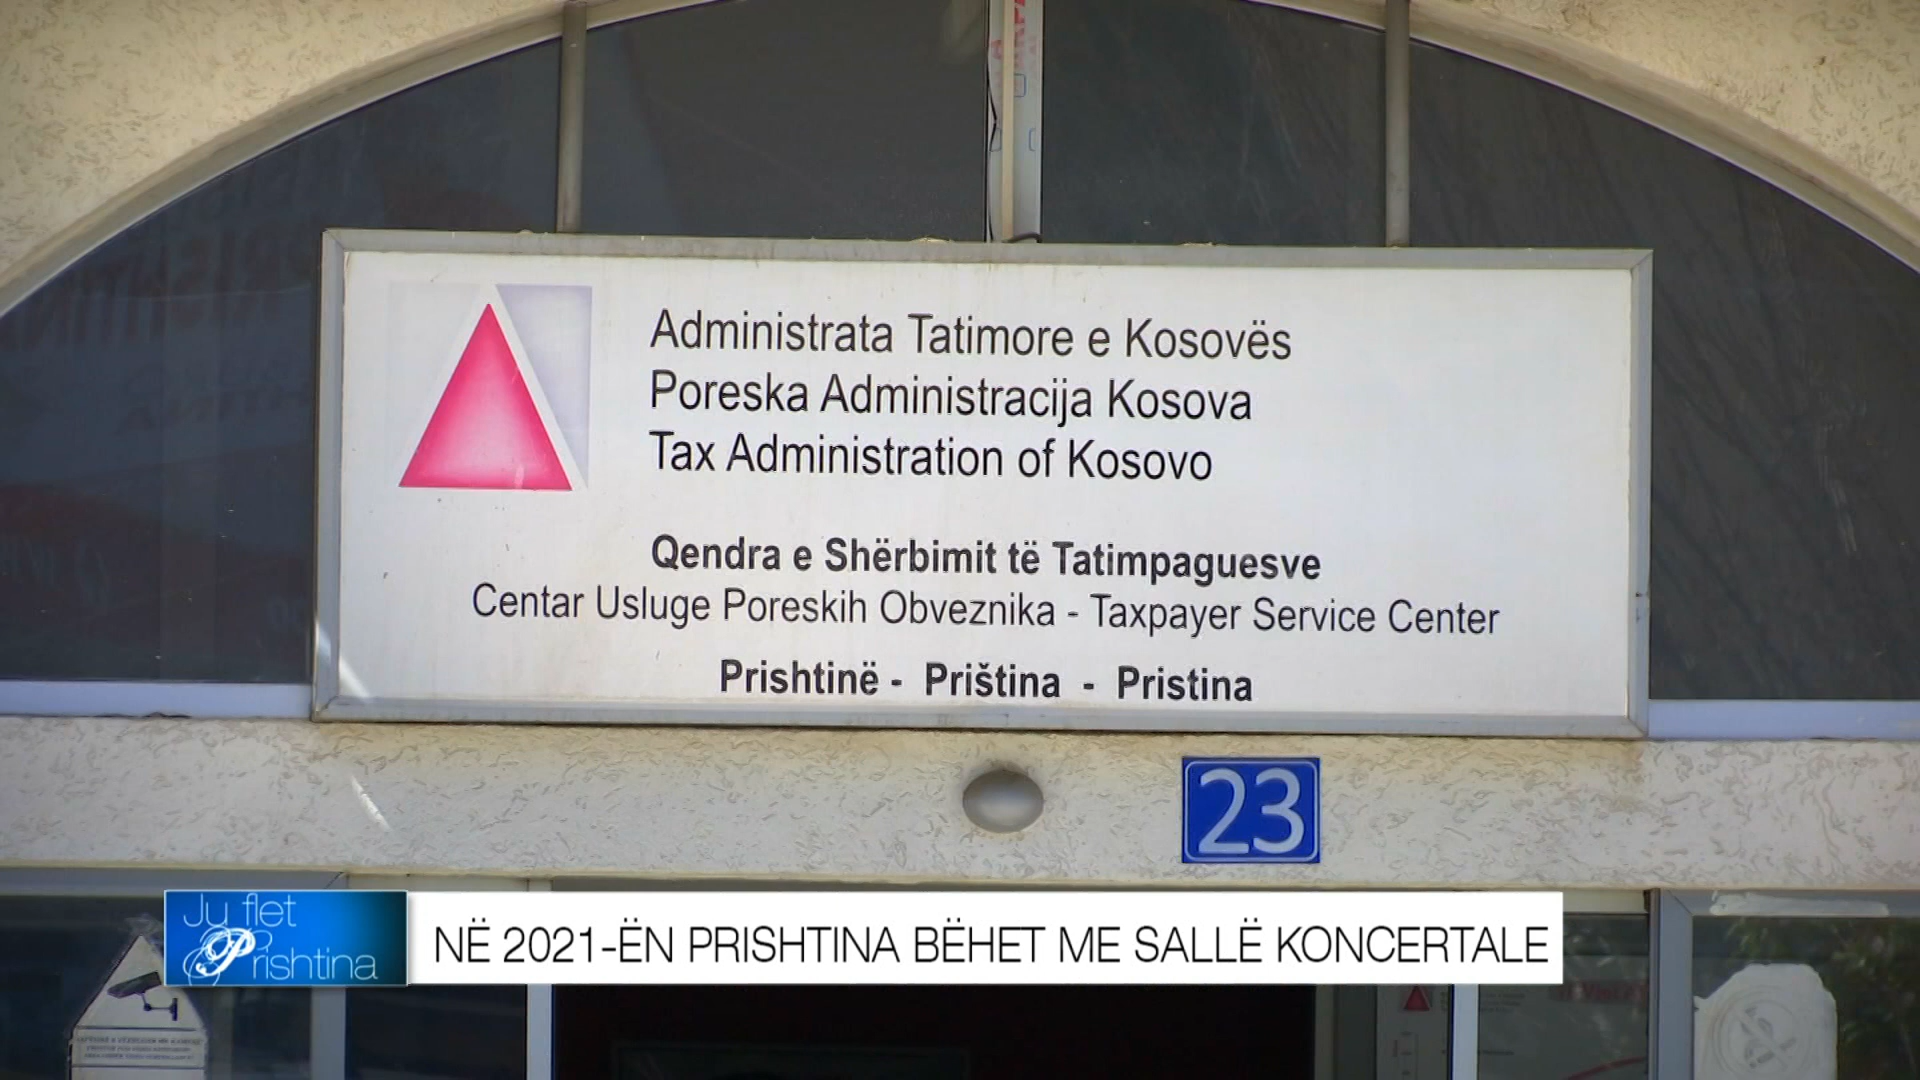 Administrata Tatimore e Kosovës
Poreska Administracija Kosova
Tax Administration of Kosovo
Qendra e Shërbimit të Tatimpaguesve
Centar Usluge Poreskih Obveznika - Taxpayer Service Center
Prishtinë - Priština - Pristina
23
Ju flet
Prishtina
NË 2021-ËN PRISHTINA BËHET ME SALLË KONCERTALE